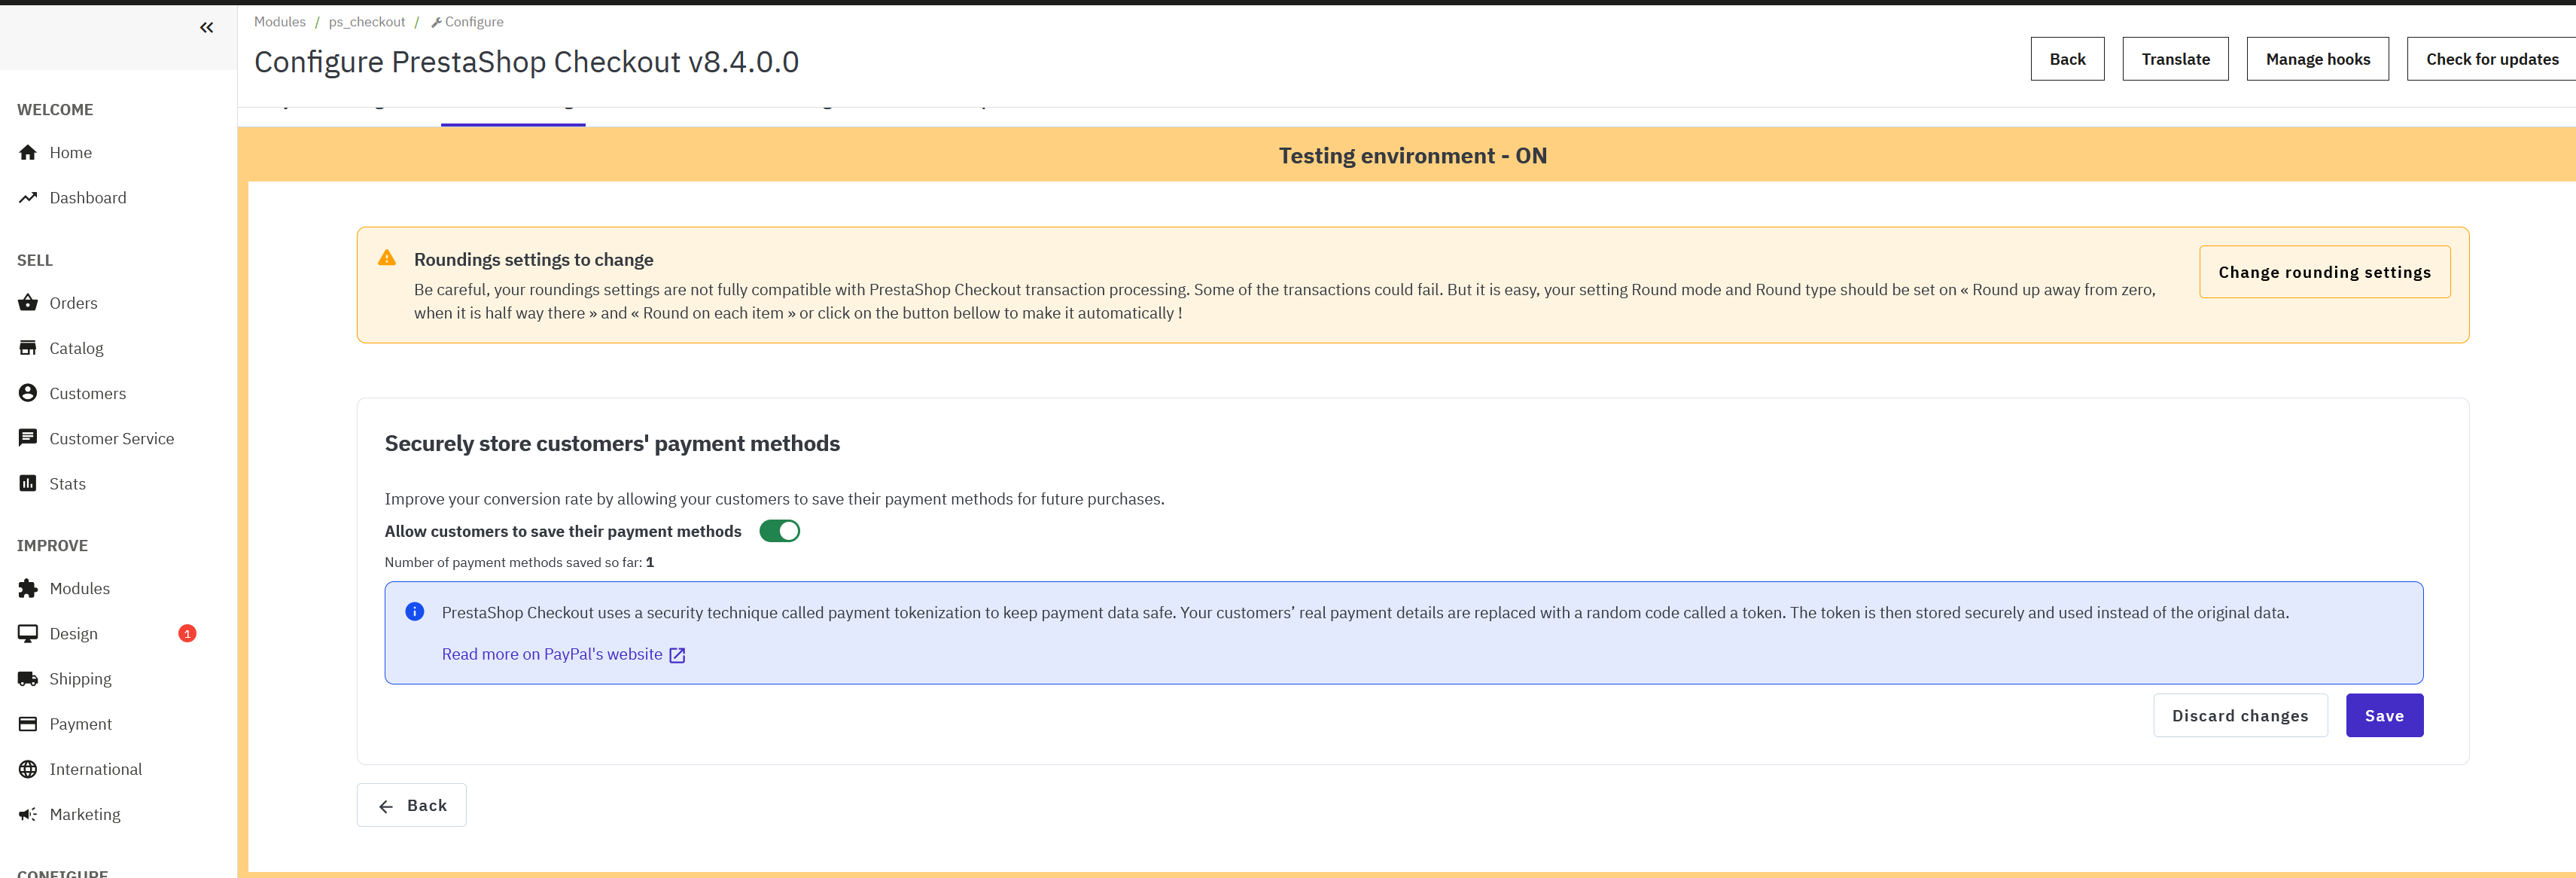 Modules / ps_checkout / Configure
Configure PrestaShop Checkout v8.4.0.0
Back
Translate
Manage hooks
Check for updates
WELCOME
Home
Dashboard
SELL
Orders
Catalog
Customers
Customer Service
Stats
IMPROVE
Modules
Design
1
Shipping
Payment
International
Marketing
CONFIGURE
Testing environment - ON
Roundings settings to change
Be careful, your roundings settings are not fully compatible with PrestaShop Checkout transaction processing. Some of the transactions could fail. But it is easy, your setting Round mode and Round type should be set on « Round up away from zero,
when it is half way there » and « Round on each item » or click on the button bellow to make it automatically !
Change rounding settings
Securely store customers' payment methods
Improve your conversion rate by allowing your customers to save their payment methods for future purchases.
Allow customers to save their payment methods
Number of payment methods saved so far: 1
PrestaShop Checkout uses a security technique called payment tokenization to keep payment data safe. Your customers’ real payment details are replaced with a random code called a token. The token is then stored securely and used instead of the original data.
Read more on PayPal's website
Discard changes
Save
Back